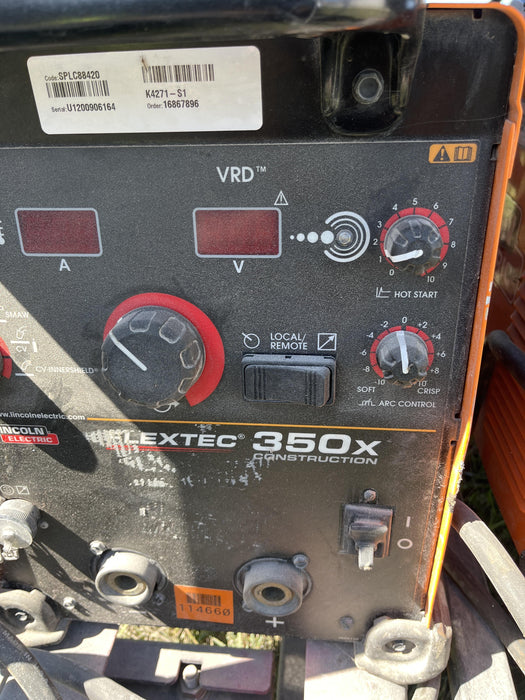 Code: SPLC88420
K4271-S1
Serial: U1200906164
Order: 16867896
VRD™
A
V
0 1 2 3 4 5 6 7 8 9 10
HOT START
SMAW
CV-INNERSHIELD®
LOCAL/
REMOTE
-10 -8 -6 -4 -2 0 +2 +4 +6 +8 +10
SOFT CRISP
ARC CONTROL
www.lincolnelectric.com
LINCOLN
ELECTRIC
FLEXTEC® 350X
CONSTRUCTION
I
O
114660
+